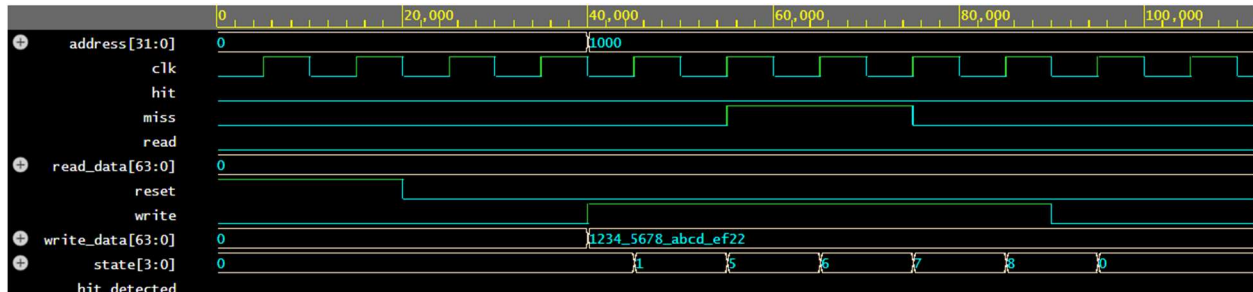 0 20,000 40,000 60,000 80,000 100,000
address[31:0] 0 1000
clk
hit
miss
read
read_data[63:0] 0
reset
write
write_data[63:0] 0 1234_5678_abcd_ef22
state[3:0] 0 1 5 6 7 8 0
hit_detected